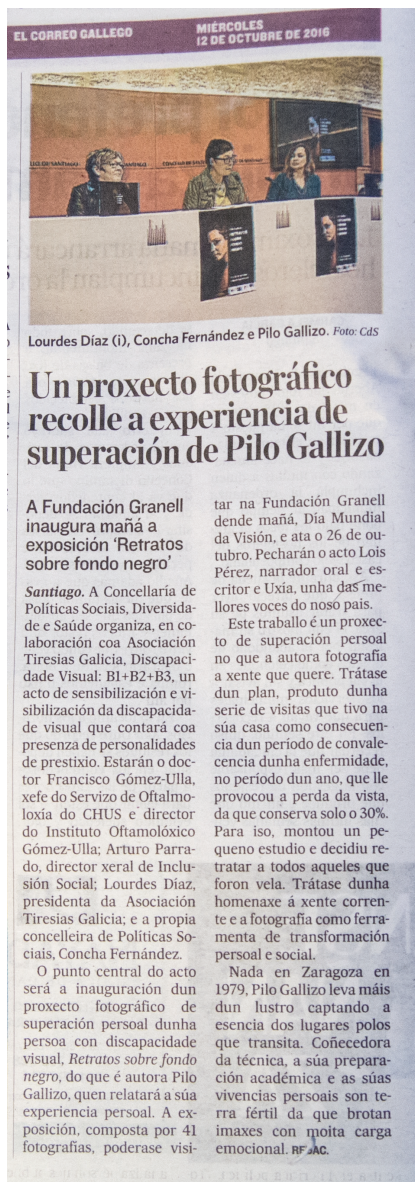 EL CORREO GALLEGO
MIÉRCOLES
12 DE OCTUBRE DE 2016
Lourdes Díaz (i), Concha Fernández e Pilo Gallizo. Foto: CdS
Un proxecto fotográfico
recolle a experiencia de
superación de Pilo Gallizo
A Fundación Granell
inaugura mañá a
exposición ‘Retratos
sobre fondo negro’
Santiago. A Concellaría de
Políticas Sociais, Diversida-
de e Saúde organiza, en co-
laboración coa Asociación
Tiresias Galicia, Discapaci-
dade Visual: B1+B2+B3, un
acto de sensibilización e vi-
sibilización da discapacida-
de visual que contará coa
presenza de personalidades
de prestixio. Estarán o doc-
tor Francisco Gómez-Ulla,
xefe do Servizo de Oftalmo-
loxía do CHUS e director
do Instituto Oftamolóxico
Gómez-Ulla; Arturo Parra-
do, director xeral de Inclu-
sión Social; Lourdes Díaz,
presidenta da Asociación
Tiresias Galicia; e a propia
concelleira de Políticas So-
ciais, Concha Fernández.
O punto central do acto
será a inauguración dun
proxecto fotográfico de
superación persoal dunha
persoa con discapacidade
visual, Retratos sobre fondo
negro, do que é autora Pilo
Gallizo, quen relatará a súa
experiencia persoal. A ex-
posición, composta por 41
fotografías, poderase visi-
tar na Fundación Granell
dende mañá, Día Mundial
da Visión, e ata o 26 de ou-
tubro. Pecharán o acto Lois
Pérez, narrador oral e es-
critor e Uxia, unha das me-
llores voces do noso pais.
Este traballo é un proxec-
to de superación persoal
no que a autora fotografía
a xente que quere. Trátase
dun plan, produto dunha
serie de visitas que tivo na
súa casa como consecuencia
dun período de convale-
cencia dunha enfermidade,
no período dun ano, que lle
provocou a perda da vista,
da que conserva solo o 30%.
Para iso, montou un pe-
queno estudio e decidiu re-
tratar a todos aqueles que
foron vela. Trátase dunha
homenaxe á xente corren-
te e a fotografía como ferra-
menta de transformación
persoal e social.
Nada en Zaragoza en
1979, Pilo Gallizo leva máis
dun lustro captando a
esencia dos lugares polos
que transita. Coñecedora
da técnica, a súa prepara-
ción académica e as súas
vivencias persoais son te-
rra fértil da que brotan
imaxes con moita carga
emocional. REDAC.